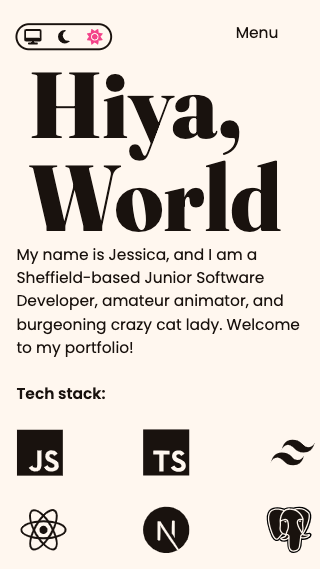 Menu
Hiya,
World
My name is Jessica, and I am a
Sheffield-based Junior Software
Developer, amateur animator, and
burgeoning crazy cat lady. Welcome
to my portfolio!
Tech stack:
JS
TS
N